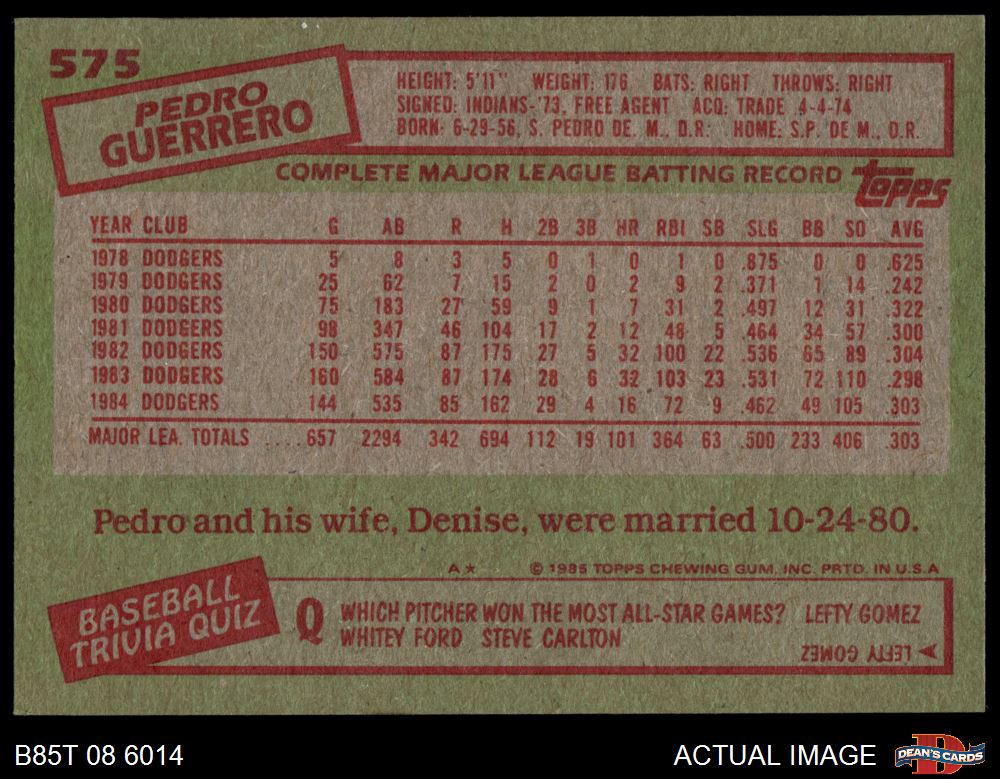 575
PEDRO
GUERRERO
HEIGHT: 5'11" WEIGHT: 176 BATS: RIGHT THROWS: RIGHT
SIGNED: INDIANS-'73, FREE AGENT ACQ: TRADE 4-4-74
BORN: 6-29-56, S. PEDRO DE. M., D.R. HOME: S.P. DE M., D.R.
COMPLETE MAJOR LEAGUE BATTING RECORD topps
YEAR CLUB G AB R H 2B 3B HR RBI SB SLG BB SO AVG
1978 DODGERS 5 8 3 5 0 1 0 1 0 .875 0 0 .625
1979 DODGERS 25 62 7 15 2 0 2 9 2 .371 1 14 .242
1980 DODGERS 75 183 27 59 9 1 7 31 2 .497 12 31 .322
1981 DODGERS 98 347 46 104 17 2 12 48 5 .464 34 57 .300
1982 DODGERS 150 575 87 175 27 5 32 100 22 .536 65 89 .304
1983 DODGERS 160 584 87 174 28 6 32 103 23 .531 72 110 .298
1984 DODGERS 144 535 85 162 29 4 16 72 9 .462 49 105 .303
MAJOR LEA. TOTALS ....657 2294 342 694 112 19 101 364 63 .500 233 406 .303
Pedro and his wife, Denise, were married 10-24-80.
A★ © 1985 TOPPS CHEWING GUM, INC. PRTD. IN U.S.A
BASEBALL
TRIVIA QUIZ
Q WHICH PITCHER WON THE MOST ALL-STAR GAMES? LEFTY GOMEZ
WHITEY FORD STEVE CARLTON
LEFTY GOMEZ
B85T 08 6014 ACTUAL IMAGE DEAN'S CARDS